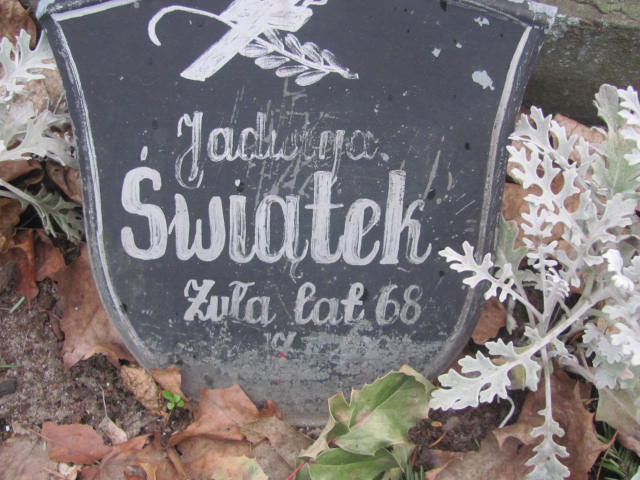 Jadwiga.
Świątek
Żyła lat 68